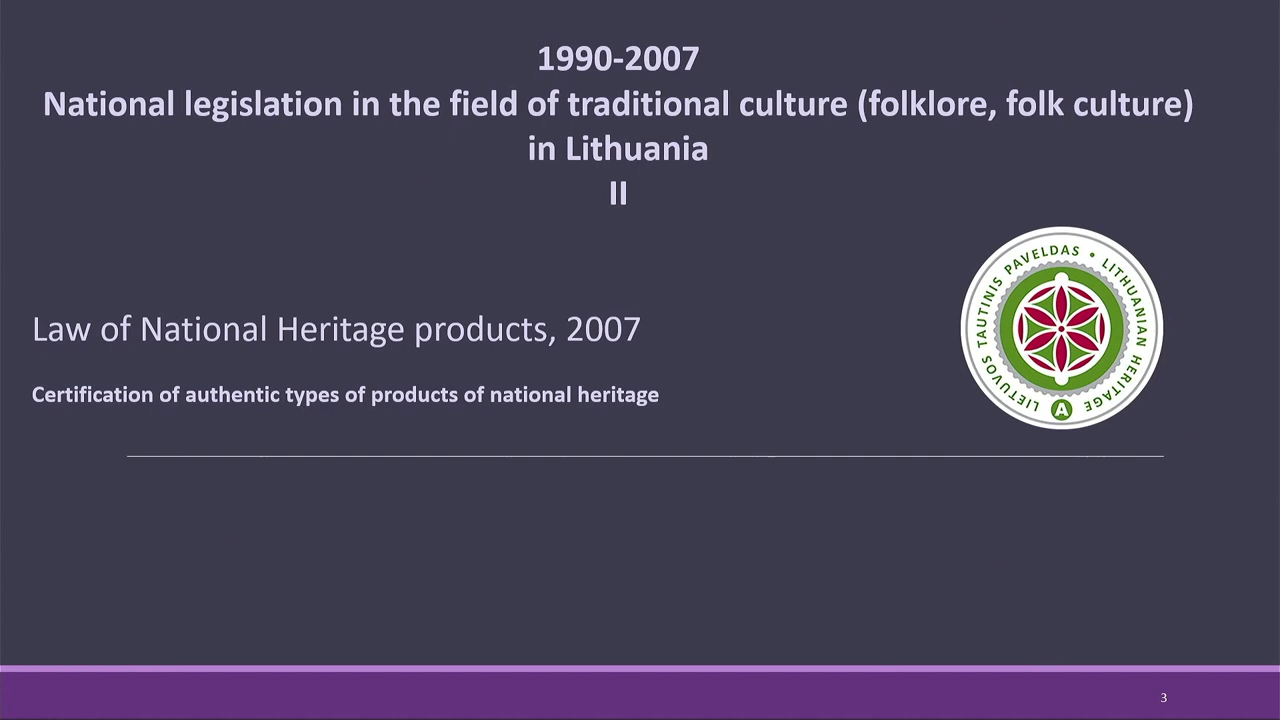 1990-2007
National legislation in the field of traditional culture (folklore, folk culture)
in Lithuania
II
LIETUVOS TAUTINIS PAVELDAS • LITHUANIAN HERITAGE
A
Law of National Heritage products, 2007
Certification of authentic types of products of national heritage
3